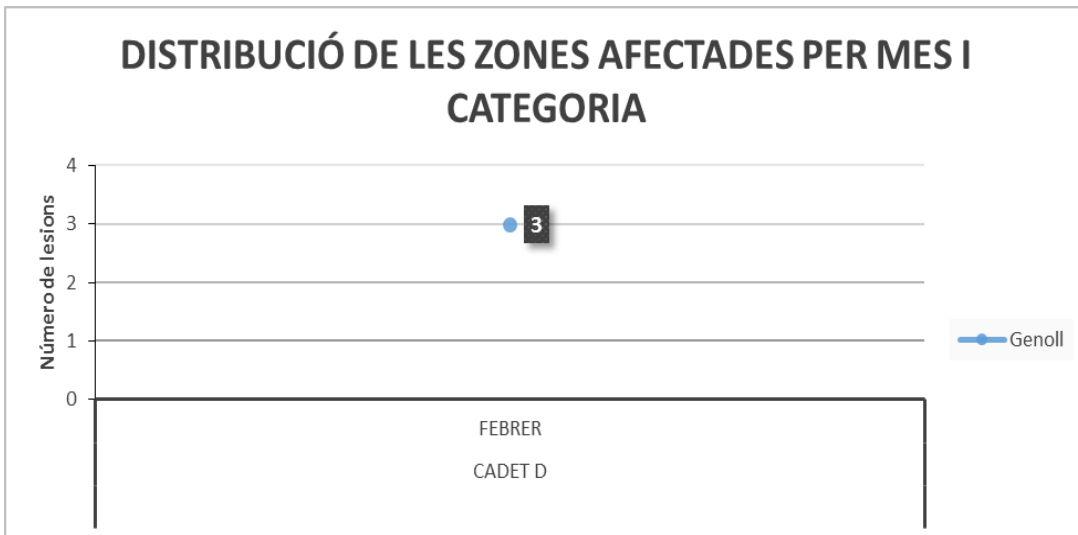 DISTRIBUCIÓ DE LES ZONES AFECTADES PER MES I
CATEGORIA
Número de lesions
4
3
2
1
0
3
FEBRER
CADET D
Genoll